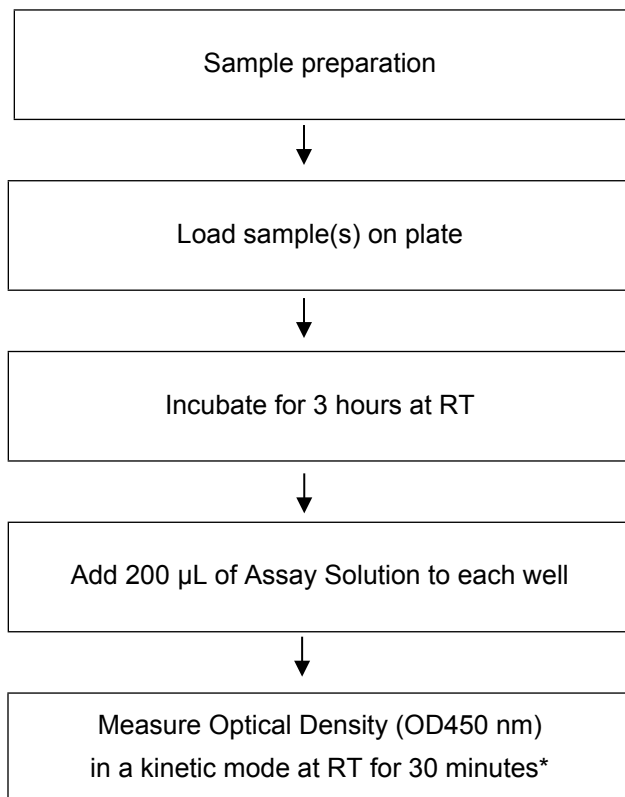 Sample preparation
Load sample(s) on plate
Incubate for 3 hours at RT
Add 200 µL of Assay Solution to each well
Measure Optical Density (OD450 nm)
in a kinetic mode at RT for 30 minutes*